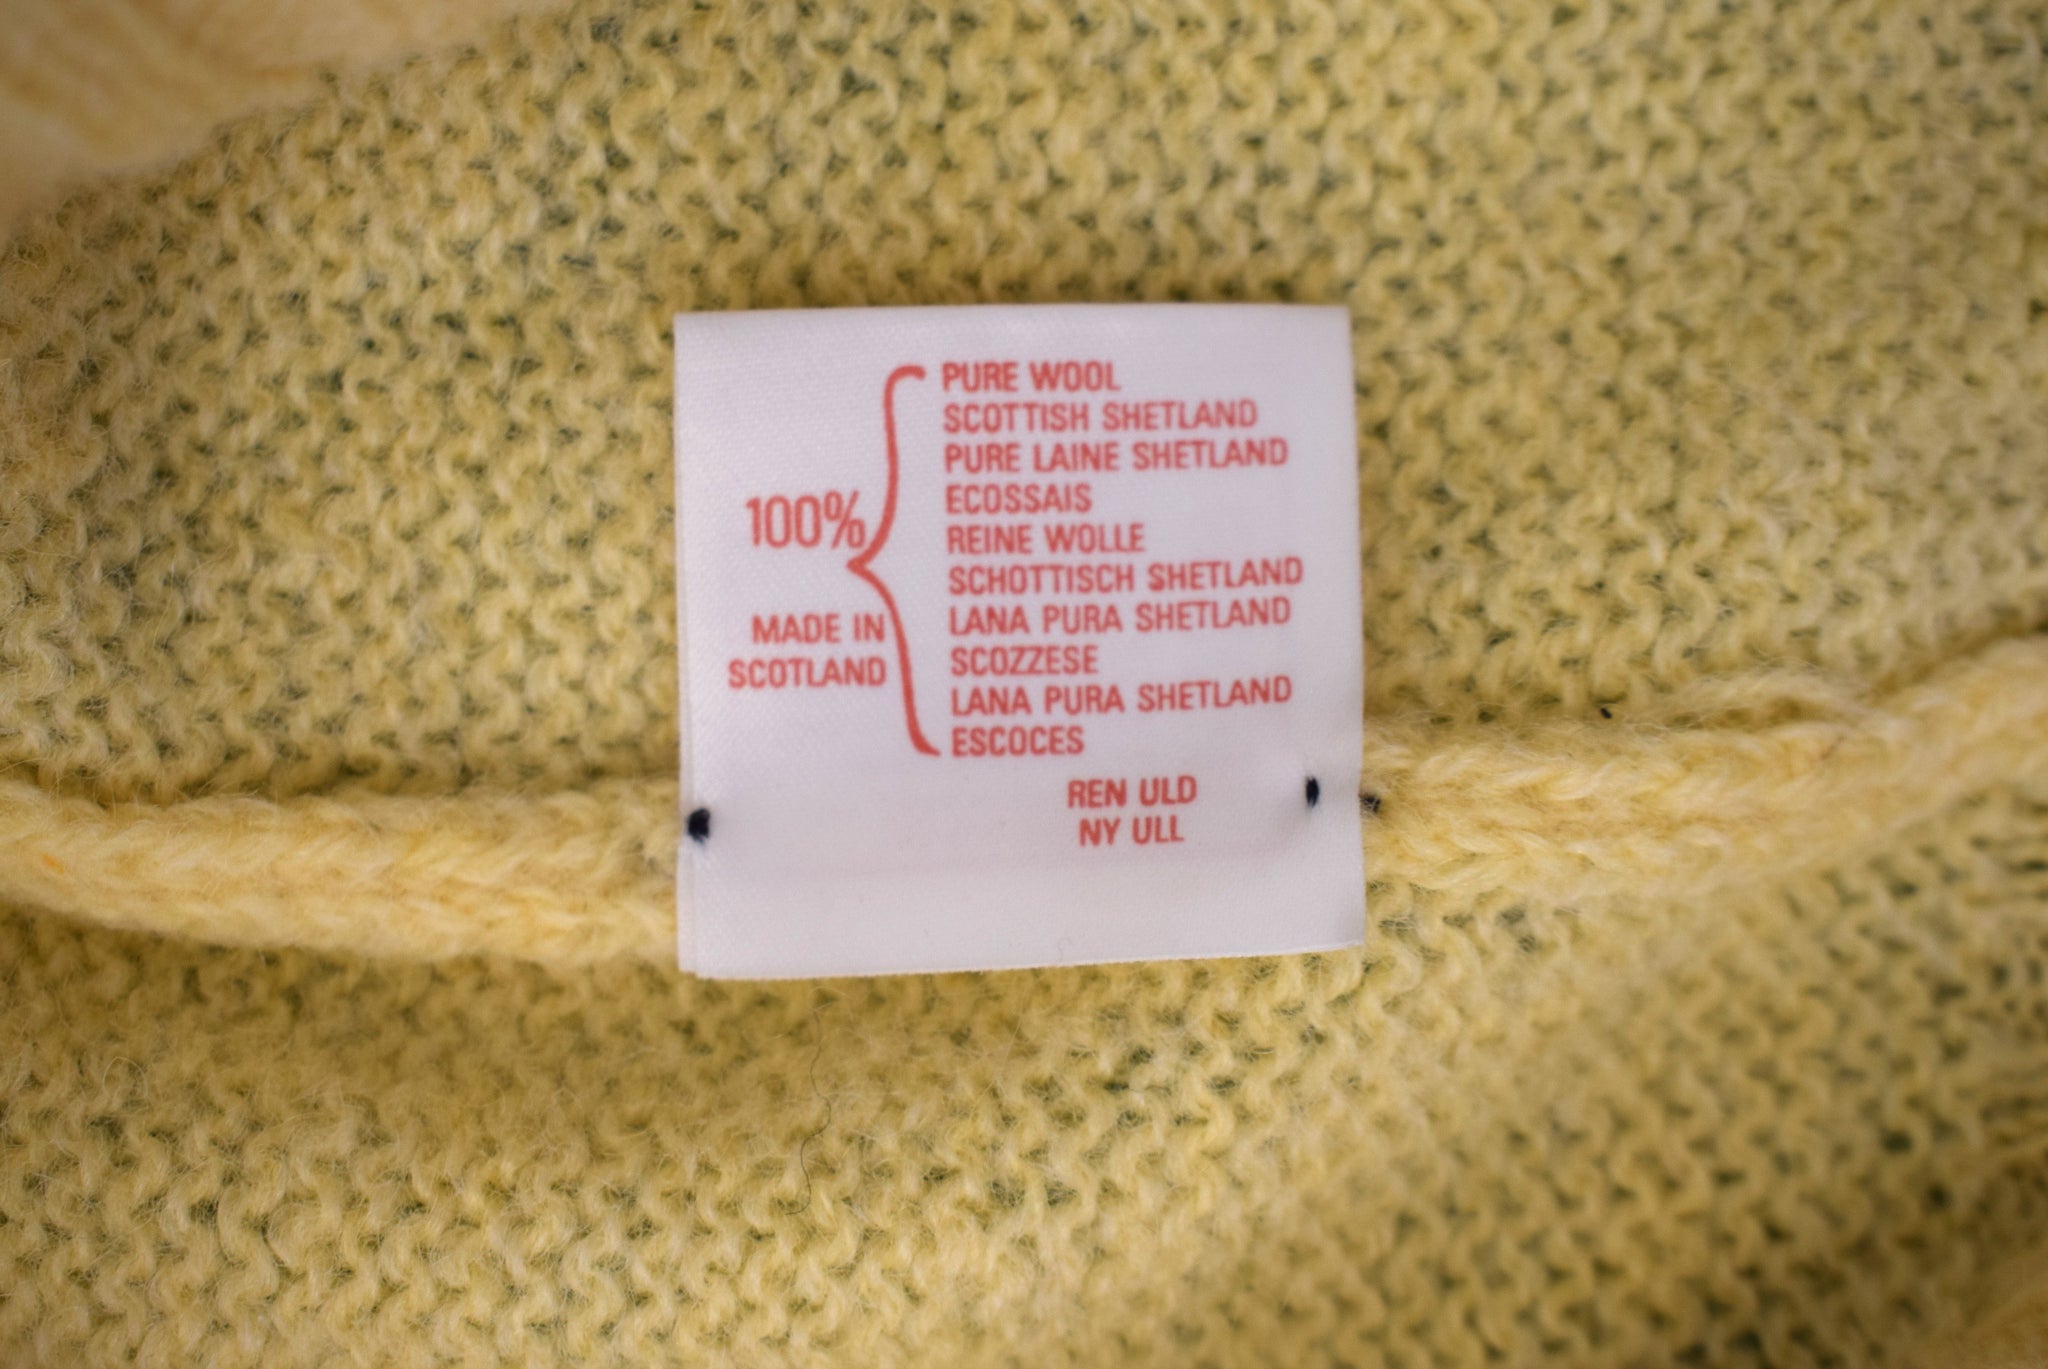 100%
MADE IN
SCOTLAND
PURE WOOL
SCOTTISH SHETLAND
PURE LAINE SHETLAND
ECOSSAIS
REINE WOLLE
SCHOTTISCH SHETLAND
LANA PURA SHETLAND
SCOZZESE
LANA PURA SHETLAND
ESCOCES
REN ULD
NY ULL